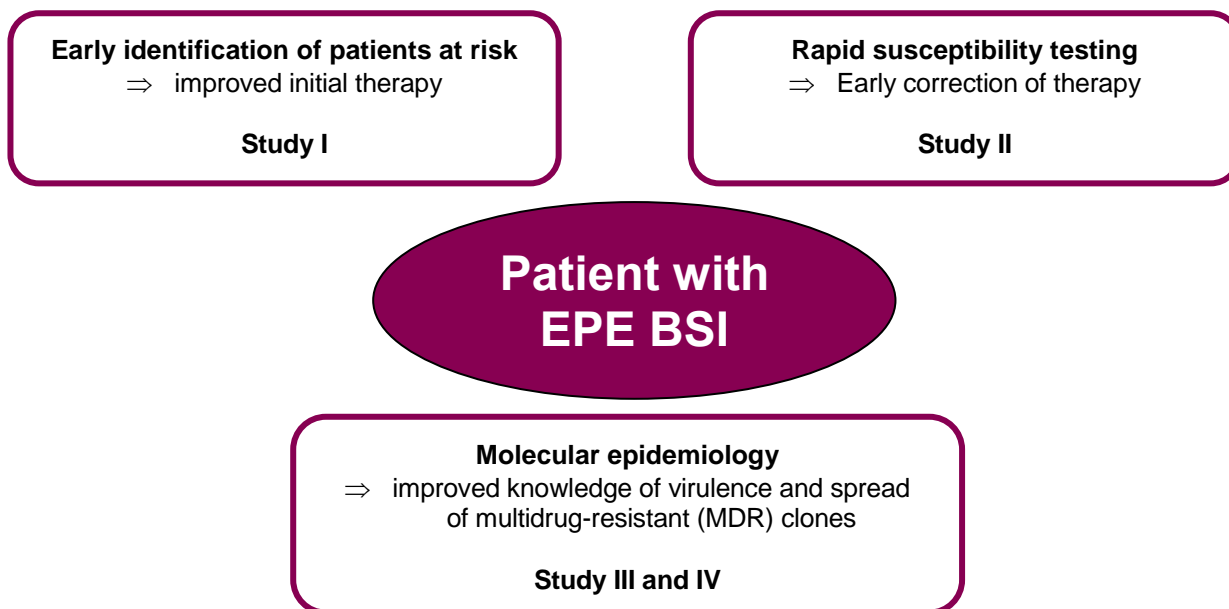 Early identification of patients at risk
⇒ improved initial therapy
Study I
Rapid susceptibility testing
⇒ Early correction of therapy
Study II
Patient with
EPE BSI
Molecular epidemiology
⇒ improved knowledge of virulence and spread
of multidrug-resistant (MDR) clones
Study III and IV